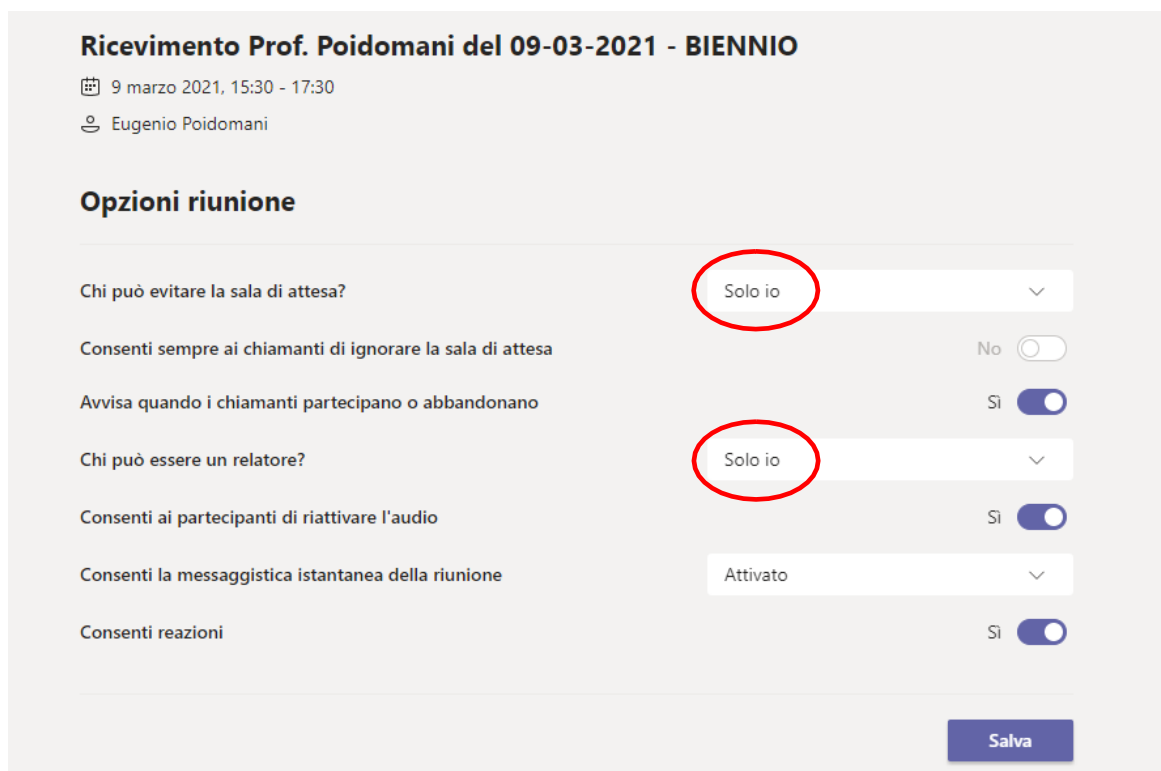 Ricevimento Prof. Poidomani del 09-03-2021 - BIENNIO
9 marzo 2021, 15:30 - 17:30
Eugenio Poidomani
Opzioni riunione
Chi può evitare la sala di attesa? Solo io
Consenti sempre ai chiamanti di ignorare la sala di attesa No
Avvisa quando i chiamanti partecipano o abbandonano Sì
Chi può essere un relatore? Solo io
Consenti ai partecipanti di riattivare l'audio Sì
Consenti la messaggistica istantanea della riunione Attivato
Consenti reazioni Sì
Salva